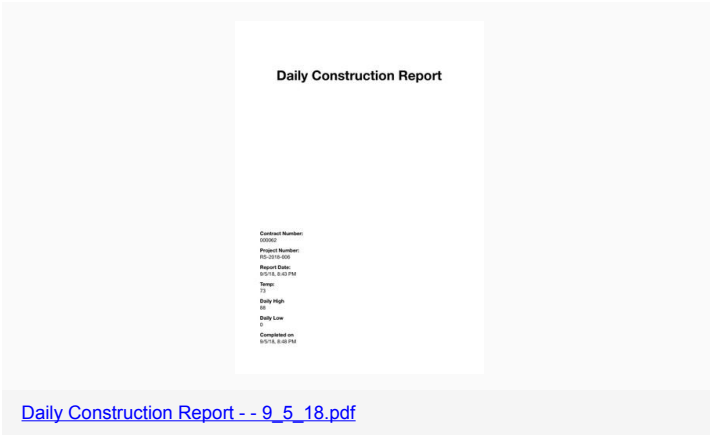 Daily Construction Report
Contract Number:
000962
Project Number:
RS-2018-806
Report Date:
9/5/18, 8:43 PM
Temp:
73
Daily High
88
Daily Low
0
Completed on
9/5/18, 8:48 PM
Daily Construction Report - - 9_5_18.pdf